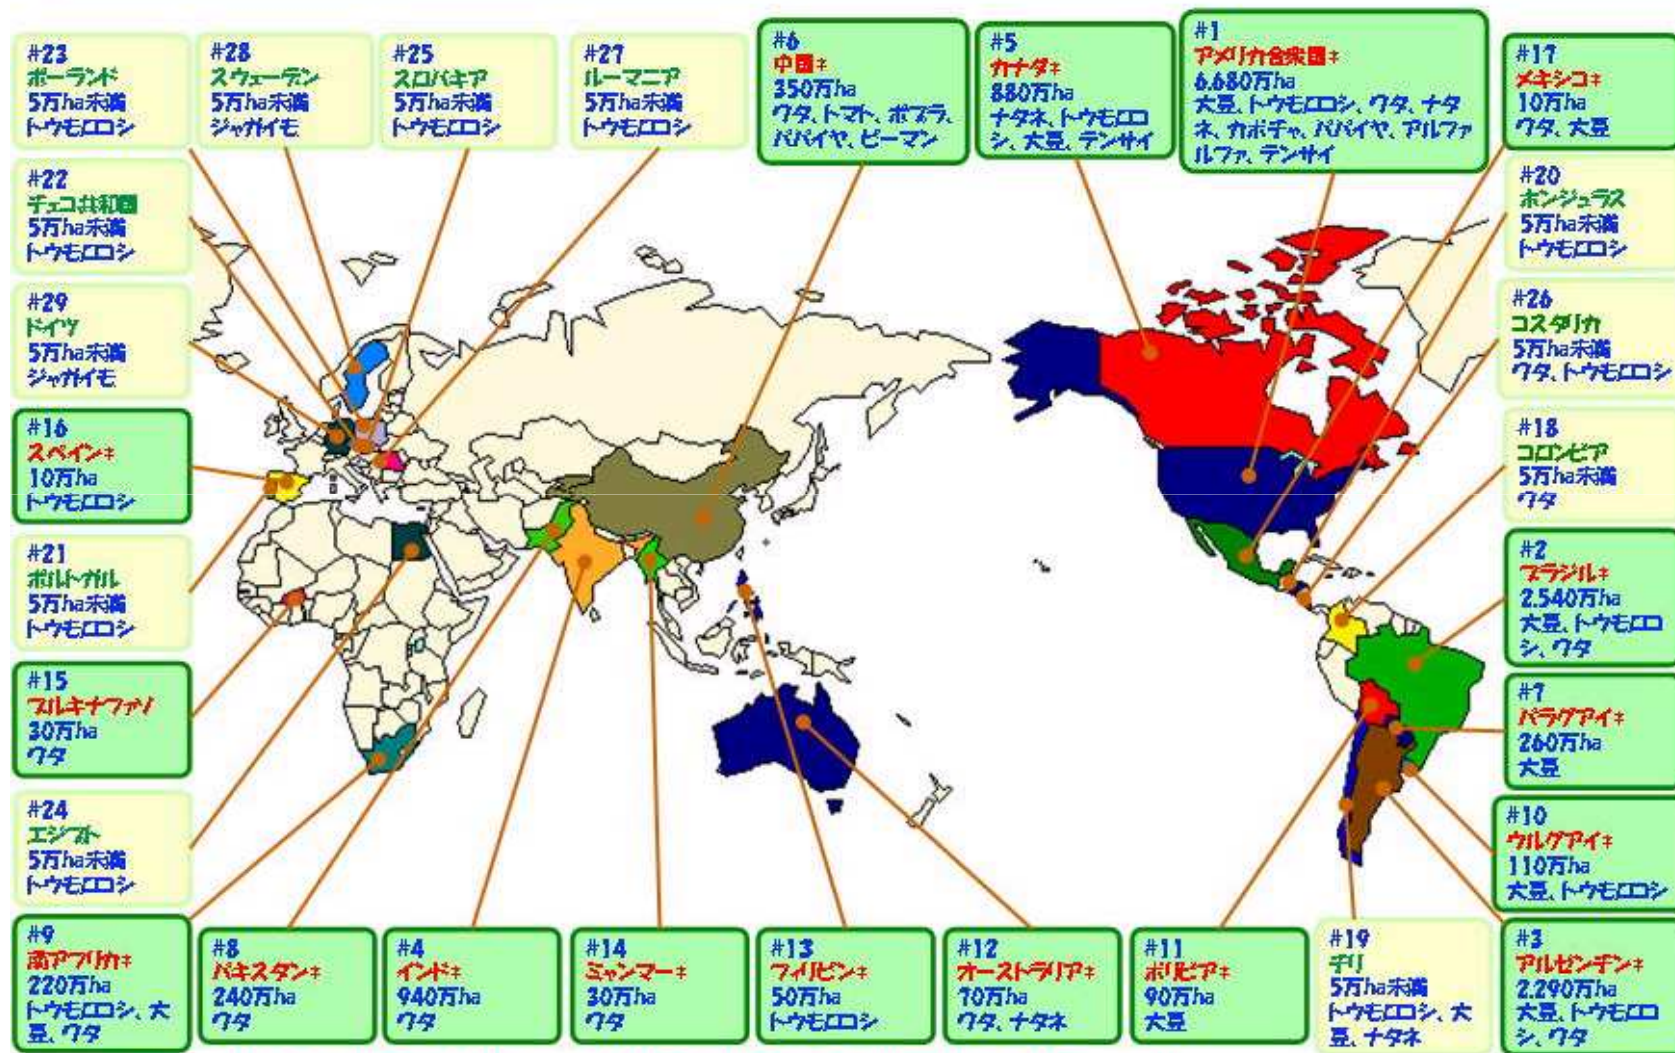 #23
ポーランド
5万ha未満
トウモロコシ
#28
スウェーデン
5万ha未満
ジャガイモ
#25
スロバキア
5万ha未満
トウモロコシ
#27
ルーマニア
5万ha未満
トウモロコシ
#6
中国‡
350万ha
ワタ、トマト、ポプラ、
パパイヤ、ピーマン
#5
カナダ‡
880万ha
ナタネ、トウモロコ
シ、大豆、テンサイ
#1
アメリカ合衆国‡
6.680万ha
大豆、トウモロコシ、ワタ、ナタ
ネ、カボチャ、パパイヤ、アルファ
ルファ、テンサイ
#17
メキシコ‡
10万ha
ワタ、大豆
#22
チェコ共和国
5万ha未満
トウモロコシ
#20
ホンジュラス
5万ha未満
トウモロコシ
#29
ドイツ
5万ha未満
ジャガイモ
#26
コスタリカ
5万ha未満
ワタ、トウモロコシ
#16
スペイン‡
10万ha
トウモロコシ
#18
コロンビア
5万ha未満
ワタ
#21
ポルトガル
5万ha未満
トウモロコシ
#2
ブラジル‡
2.540万ha
大豆、トウモロコ
シ、ワタ
#15
ブルキナファソ
30万ha
ワタ
#7
パラグアイ‡
260万ha
大豆
#24
エジプト
5万ha未満
トウモロコシ
#10
ウルグアイ‡
110万ha
大豆、トウモロコシ
#9
南アフリカ‡
220万ha
トウモロコシ、大
豆、ワタ
#8
パキスタン‡
240万ha
ワタ
#4
インド‡
940万ha
ワタ
#14
ミャンマー‡
30万ha
ワタ
#13
フィリピン‡
50万ha
トウモロコシ
#12
オーストラリア‡
70万ha
ワタ、ナタネ
#11
ボリビア‡
90万ha
大豆
#19
チリ
5万ha未満
トウモロコシ、大
豆、ナタネ
#3
アルゼンチン‡
2.290万ha
大豆、トウモロコ
シ、ワタ